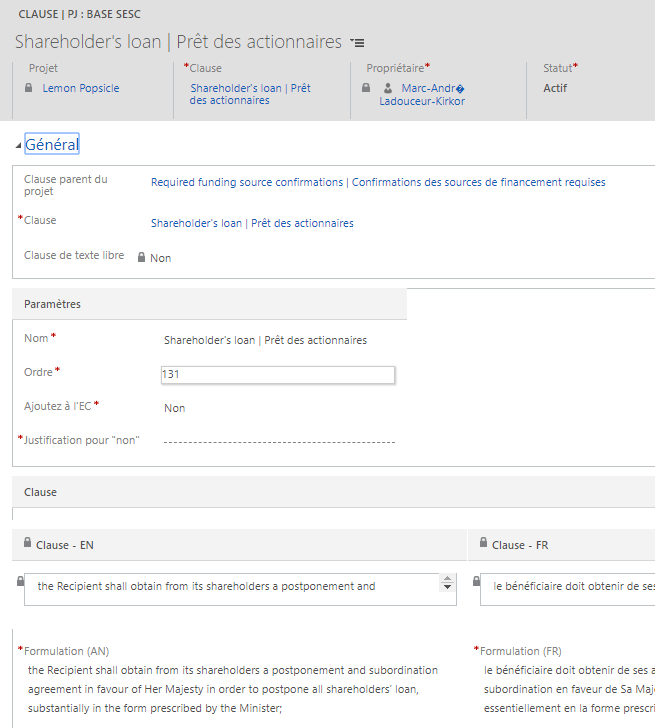 CLAUSE | PJ : BASE SESC
Shareholder's loan | Prêt des actionnaires
Projet
*Clause
Propriétaire*
Statut*
Lemon Popsicle
Shareholder's loan | Prêt
des actionnaires
Marc-Andr�
Ladouceur-Kirkor
Actif
Général
Clause parent du
projet
Required funding source confirmations | Confirmations des sources de financement requises
*Clause
Shareholder's loan | Prêt des actionnaires
Clause de texte libre
Non
Paramètres
Nom*
Shareholder's loan | Prêt des actionnaires
Ordre*
131
Ajoutez à l'EC*
Non
*Justification pour "non"
Clause
Clause - EN
Clause - FR
the Recipient shall obtain from its shareholders a postponement and
le bénéficiaire doit obtenir de ses
*Formulation (AN)
the Recipient shall obtain from its shareholders a postponement and subordination
agreement in favour of Her Majesty in order to postpone all shareholders' loan,
substantially in the form prescribed by the Minister;
*Formulation (FR)
le bénéficiaire doit obtenir de ses a
subordination en faveur de Sa Maj
essentiellement en la forme prescri